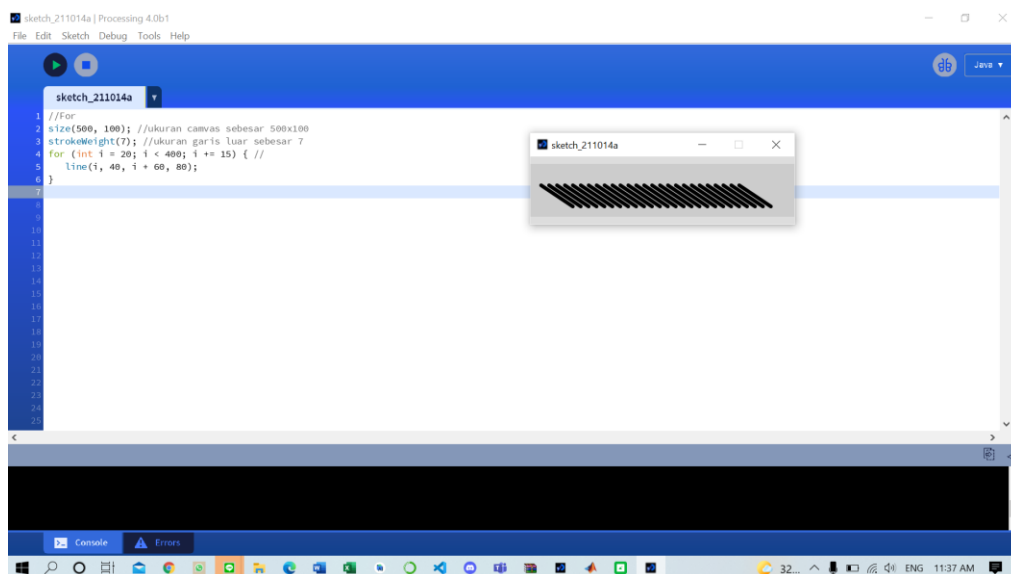 sketch_211014a | Processing 4.0b1
File Edit Sketch Debug Tools Help
Java
sketch_211014a
1 //For
2 size(500, 100); //ukuran camvas sebesar 500x100
3 strokeWeight(7); //ukuran garis luar sebesar 7
4 for (int i = 20; i < 400; i += 15) { //
5 line(i, 40, i + 60, 80);
6 }
7
8
9
10
11
12
13
14
15
16
17
18
19
20
21
22
23
24
25
sketch_211014a
Console Errors
32... ENG 11:37 AM